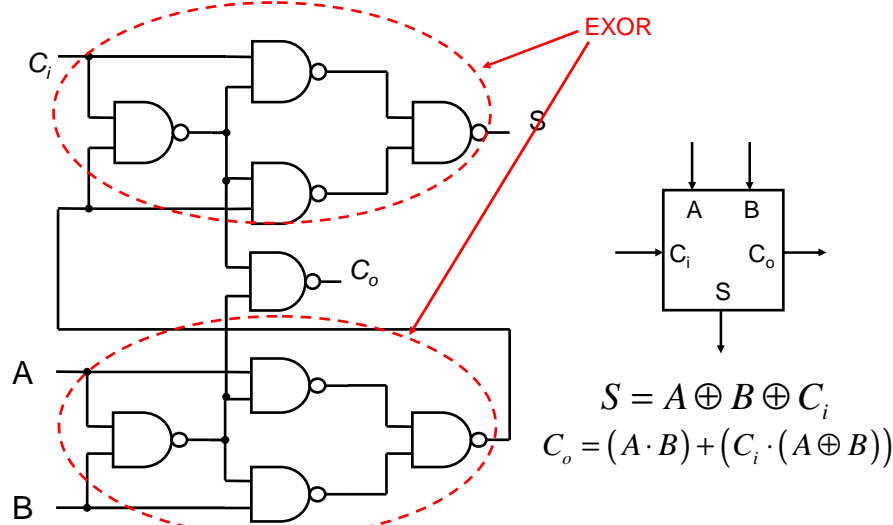 EXOR
C_i
S
A B
C_i C_o
S
C_o
A
B
S = A ⊕ B ⊕ C_i
C_o = (A · B) + (C_i · (A ⊕ B))